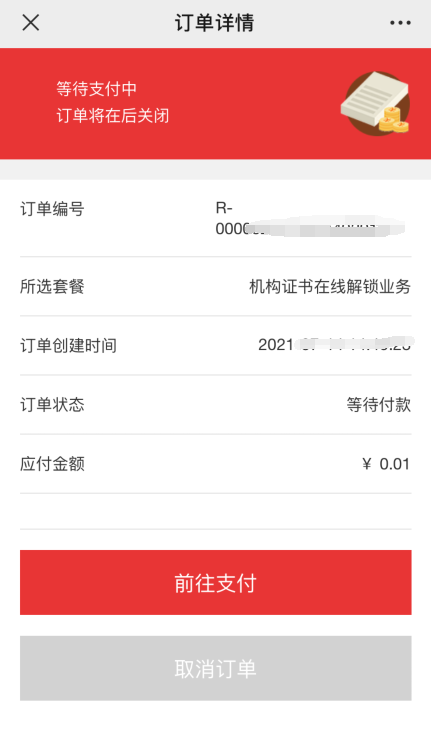 订单详情
等待支付中
订单将在后关闭
订单编号
R-
所选套餐
机构证书在线解锁业务
订单创建时间
2021
订单状态
等待付款
应付金额
¥ 0.01
前往支付
取消订单